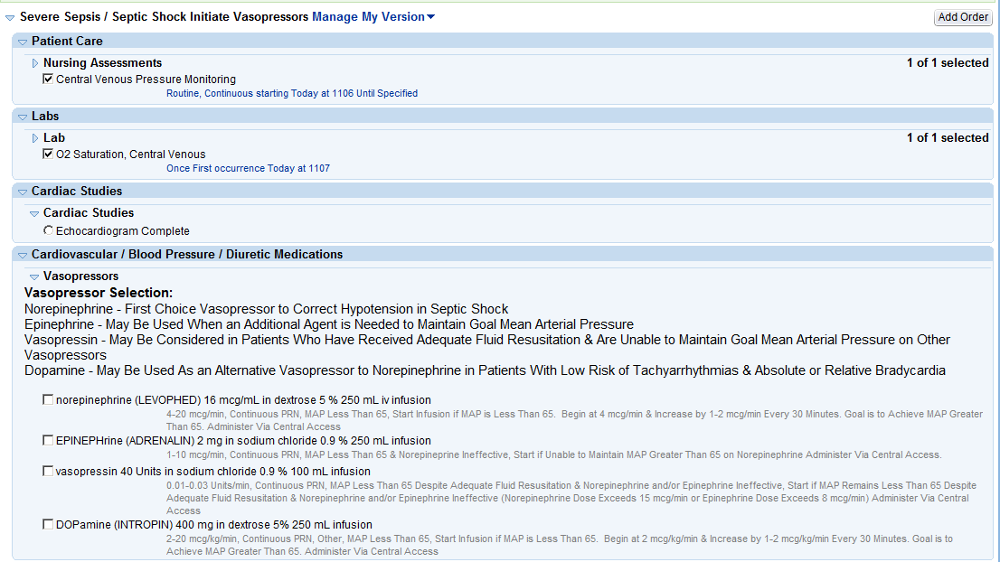 Severe Sepsis / Septic Shock Initiate Vasopressors Manage My Version Add Order
Patient Care
Nursing Assessments 1 of 1 selected
Central Venous Pressure Monitoring
Routine, Continuous starting Today at 1106 Until Specified
Labs
Lab 1 of 1 selected
O2 Saturation, Central Venous
Once First occurrence Today at 1107
Cardiac Studies
Cardiac Studies
Echocardiogram Complete
Cardiovascular / Blood Pressure / Diuretic Medications
Vasopressors
Vasopressor Selection:
Norepinephrine - First Choice Vasopressor to Correct Hypotension in Septic Shock
Epinephrine - May Be Used When an Additional Agent is Needed to Maintain Goal Mean Arterial Pressure
Vasopressin - May Be Considered in Patients Who Have Received Adequate Fluid Resusitation & Are Unable to Maintain Goal Mean Arterial Pressure on Other
Vasopressors
Dopamine - May Be Used As an Alternative Vasopressor to Norepinephrine in Patients With Low Risk of Tachyarrhythmias & Absolute or Relative Bradycardia
norepinephrine (LEVOPHED) 16 mcg/mL in dextrose 5 % 250 mL iv infusion
4-20 mcg/min, Continuous PRN, MAP Less Than 65, Start Infusion if MAP is Less Than 65. Begin at 4 mcg/min & Increase by 1-2 mcg/min Every 30 Minutes. Goal is to Achieve MAP Greater
Than 65. Administer Via Central Access
EPINEPHrine (ADRENALIN) 2 mg in sodium chloride 0.9 % 250 mL infusion
1-10 mcg/min, Continuous PRN, MAP Less Than 65 & Norepineprine Ineffective, Start if Unable to Maintain MAP Greater Than 65 on Norepinephrine Administer Via Central Access.
vasopressin 40 Units in sodium chloride 0.9 % 100 mL infusion
0.01-0.03 Units/min, Continuous PRN, MAP Less Than 65 Despite Adequate Fluid Resusitation & Norepinephrine and/or Epinephrine Ineffective, Start if MAP Remains Less Than 65 Despite
Adequate Fluid Resusitation & Norepinephrine and/or Epinephrine Ineffective (Norepinephrine Dose Exceeds 15 mcg/min or Epinephrine Dose Exceeds 8 mcg/min) Administer Via Central
Access
DOPamine (INTROPIN) 400 mg in dextrose 5% 250 mL infusion
2-20 mcg/kg/min, Continuous PRN, Other, MAP Less Than 65, Start Infusion if MAP is Less Than 65. Begin at 2 mcg/kg/min & Increase by 1-2 mcg/kg/min Every 30 Minutes. Goal is to
Achieve MAP Greater Than 65. Administer Via Central Access